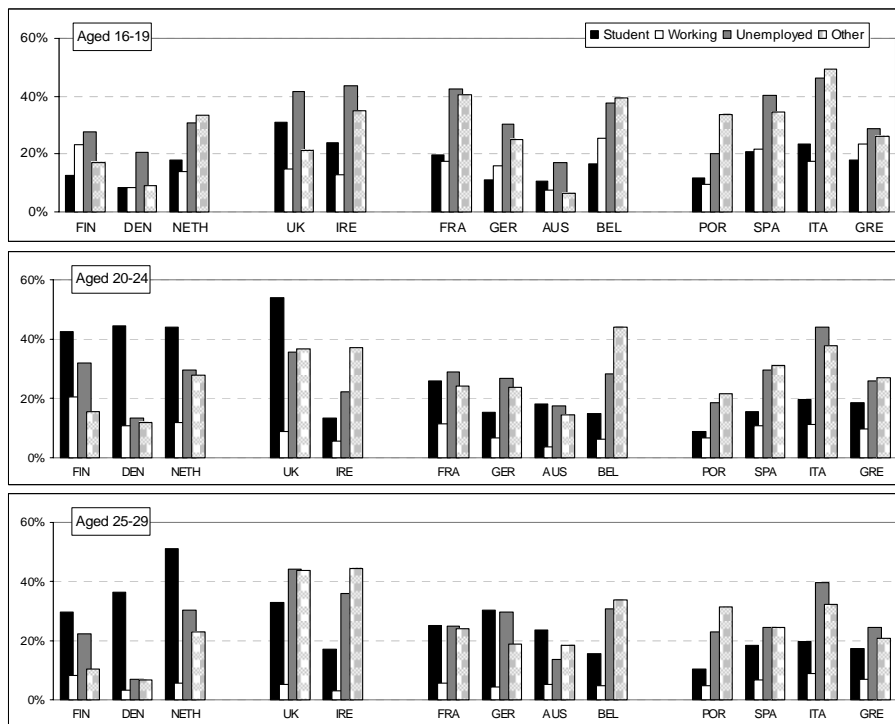 Aged 16-19
Student Working Unemployed Other
60%
40%
20%
0%
FIN DEN NETH UK IRE FRA GER AUS BEL POR SPA ITA GRE
Aged 20-24
60%
40%
20%
0%
FIN DEN NETH UK IRE FRA GER AUS BEL POR SPA ITA GRE
Aged 25-29
60%
40%
20%
0%
FIN DEN NETH UK IRE FRA GER AUS BEL POR SPA ITA GRE